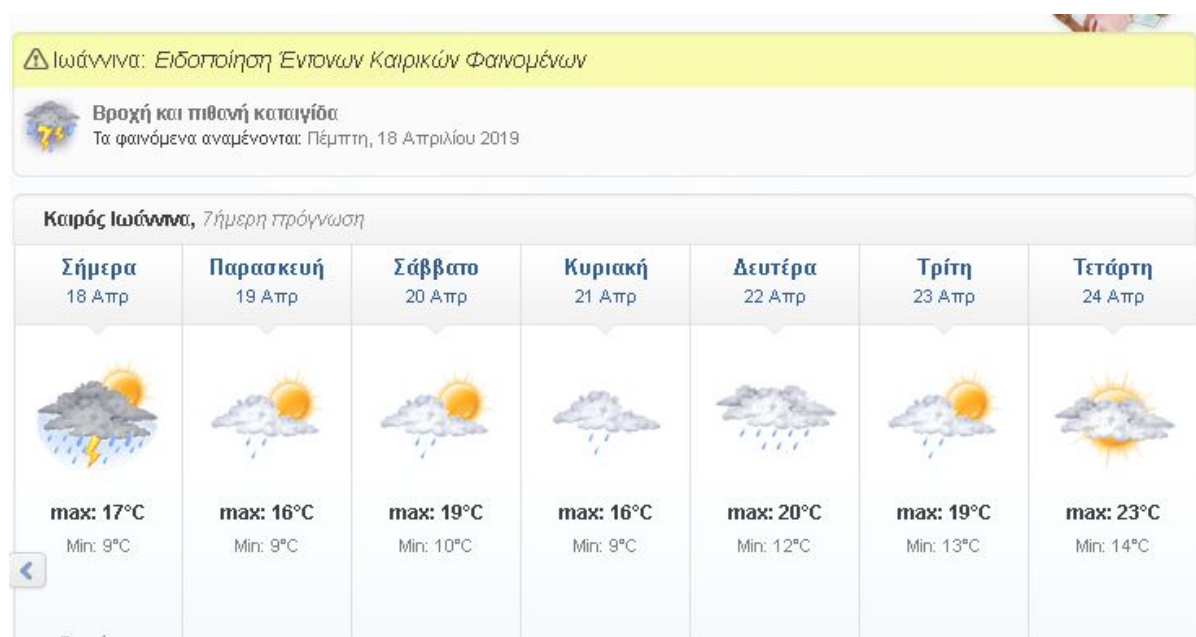 Ιωάννινα: Ειδοποίηση Έντονων Καιρικών Φαινομένων
Βροχή και πιθανή καταιγίδα
Τα φαινόμενα αναμένονται: Πέμπτη, 18 Απριλίου 2019
Καιρός Ιωάννινα, 7ήμερη πρόγνωση
Σήμερα Παρασκευή Σάββατο Κυριακή Δευτέρα Τρίτη Τετάρτη
18 Απρ 19 Απρ 20 Απρ 21 Απρ 22 Απρ 23 Απρ 24 Απρ
max: 17°C max: 16°C max: 19°C max: 16°C max: 20°C max: 19°C max: 23°C
Min: 9°C Min: 9°C Min: 10°C Min: 9°C Min: 12°C Min: 13°C Min: 14°C